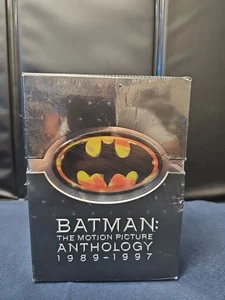 BATMAN:
THE MOTION PICTURE
ANTHOLOGY
1989-1997